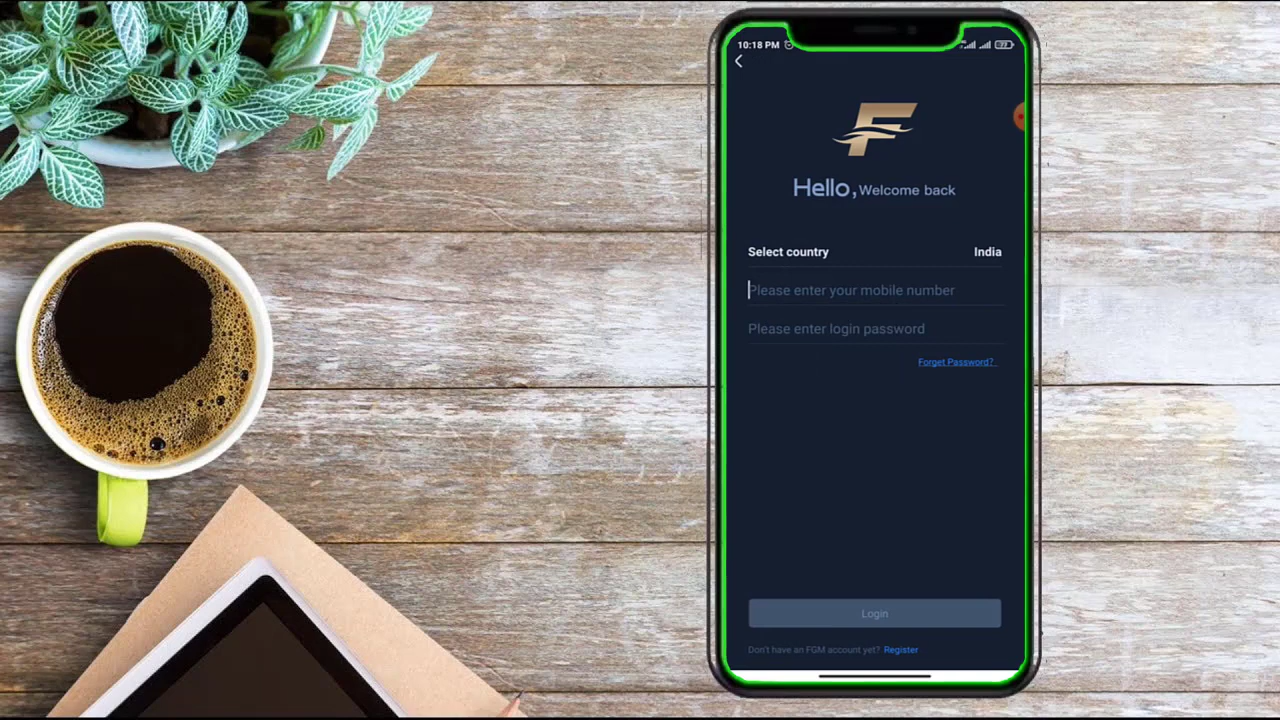 10:18 PM
77
F
Hello, Welcome back
Select country India
Please enter your mobile number
Please enter login password
Forget Password?
Login
Don't have an FGM account yet? Register